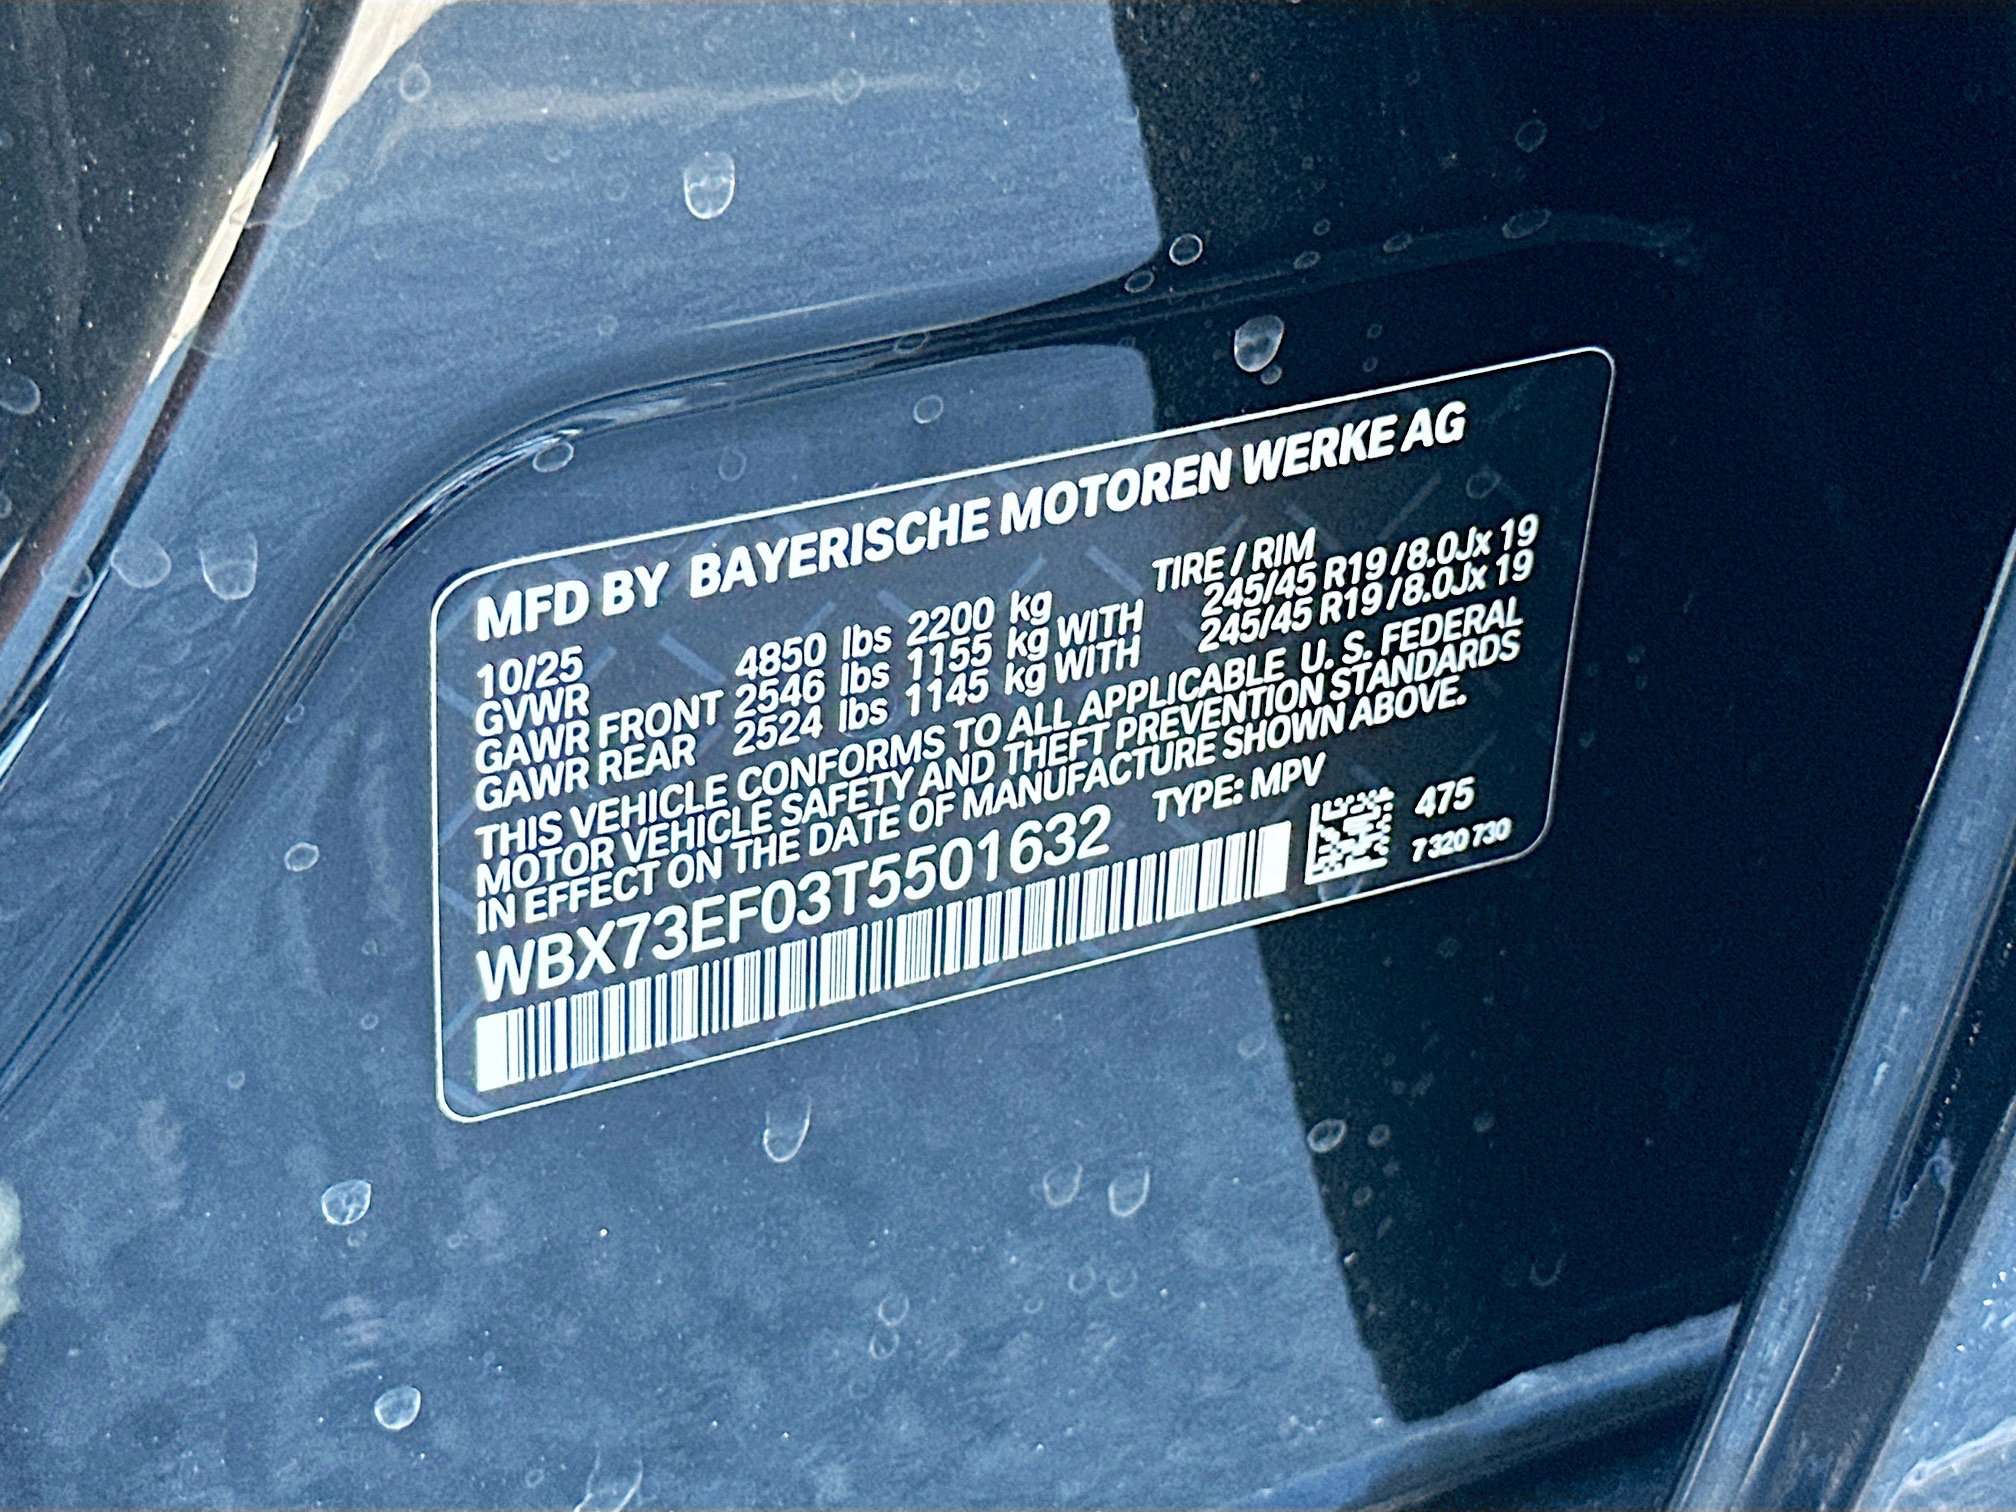 MFD BY BAYERISCHE MOTOREN WERKE AG
10/25 TIRE / RIM
GVWR 4850 lbs 2200 kg
GAWR FRONT 2546 lbs 1155 kg WITH 245/45 R19 /8.0Jx 19
GAWR REAR 2524 lbs 1145 kg WITH 245/45 R19 /8.0Jx 19
THIS VEHICLE CONFORMS TO ALL APPLICABLE U. S. FEDERAL
MOTOR VEHICLE SAFETY AND THEFT PREVENTION STANDARDS
IN EFFECT ON THE DATE OF MANUFACTURE SHOWN ABOVE.
WBX73EF03T5501632 TYPE: MPV
475
7 320 730